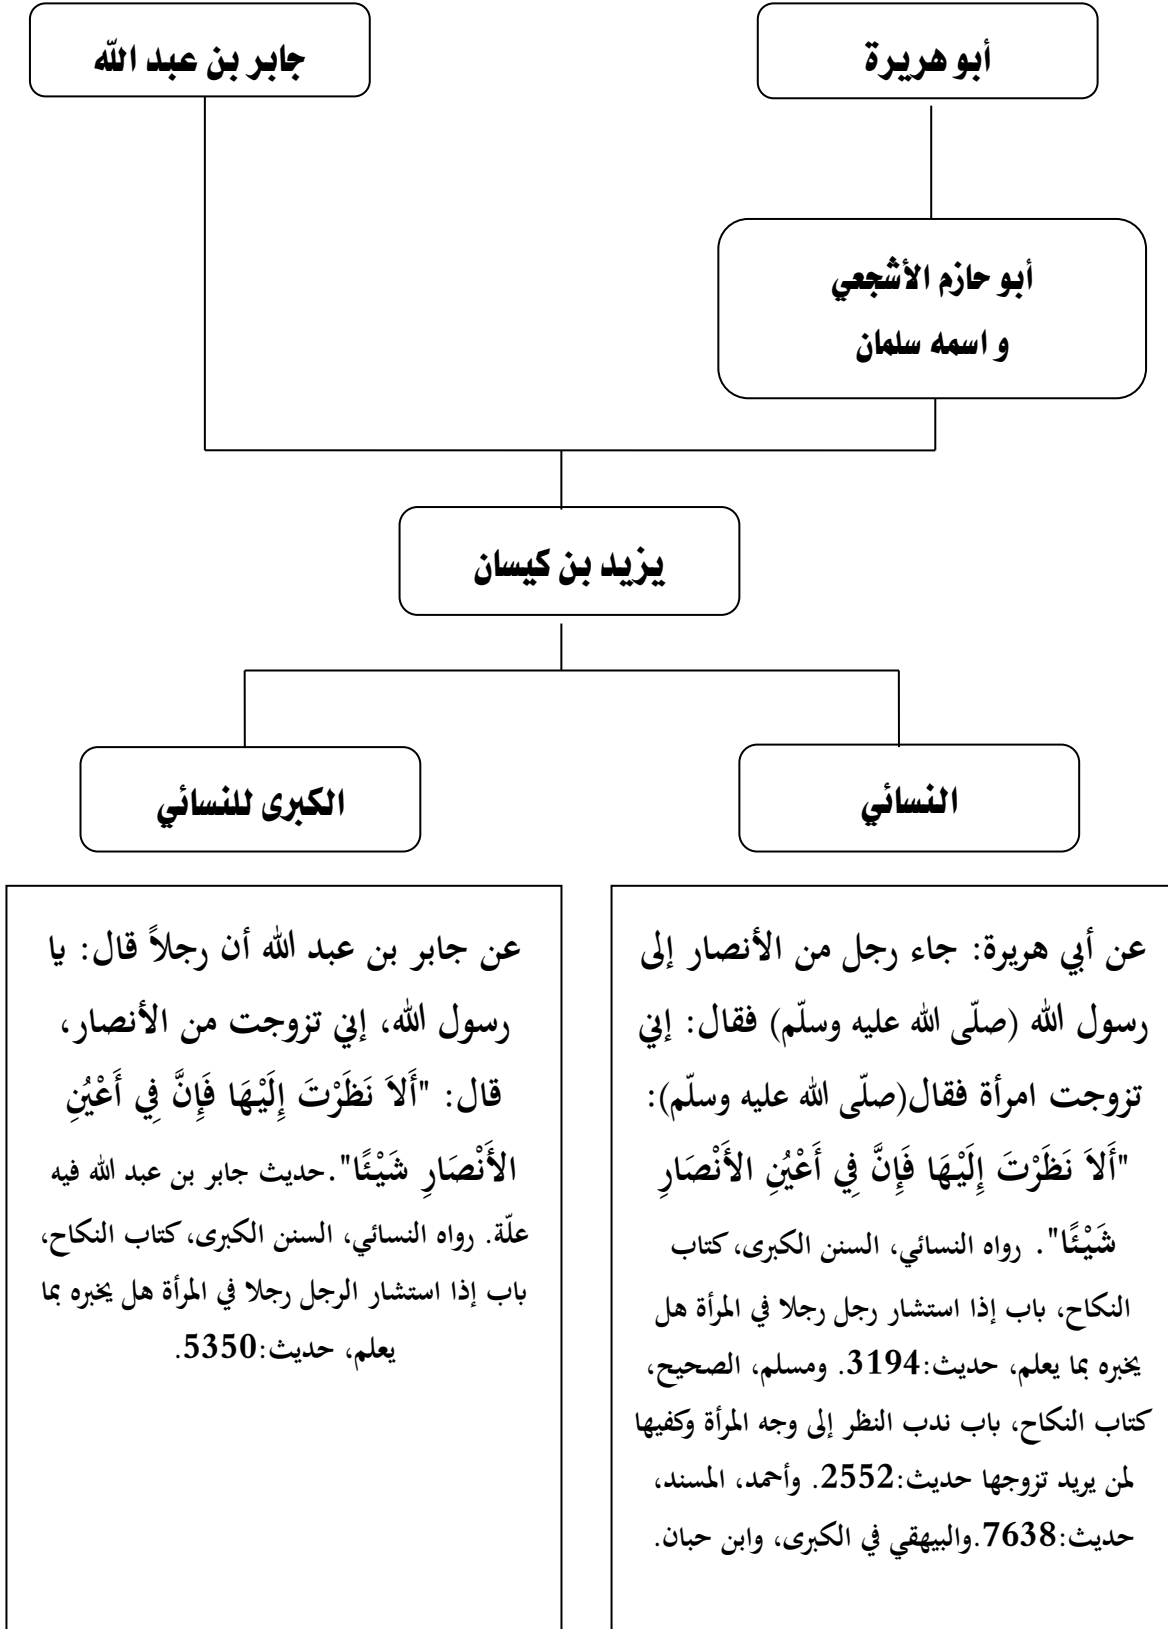 أبو هريرة
جابر بن عبد الله
أبو حازم الأشجعي
و اسمه سلمان
يزيد بن كيسان
النسائي
الكبرى للنسائي
عن أبي هريرة: جاء رجل من الأنصار إلى
رسول الله (صلّى الله عليه وسلّم) فقال: إني
تزوجت امرأة فقال(صلّى الله عليه وسلّم):
"أَلاَ نَظَرْتَ إِلَيْهَا فَإِنَّ فِي أَعْيُنِ الأَنْصَارِ
شَيْئًا". رواه النسائي، السنن الكبرى، كتاب
النكاح، باب إذا استشار رجل رجلا في المرأة هل
يخبره بما يعلم، حديث:3194. ومسلم، الصحيح،
كتاب النكاح، باب ندب النظر إلى وجه المرأة وكفيها
لمن يريد تزوجها حديث:2552. وأحمد، المسند،
حديث:7638.والبيهقي في الكبرى، وابن حبان.
عن جابر بن عبد الله أن رجلاً قال: يا
رسول الله، إني تزوجت من الأنصار،
قال: "أَلاَ نَظَرْتَ إِلَيْهَا فَإِنَّ فِي أَعْيُنِ
الأَنْصَارِ شَيْئًا".حديث جابر بن عبد الله فيه
علّة. رواه النسائي، السنن الكبرى، كتاب النكاح،
باب إذا استشار الرجل رجلا في المرأة هل يخبره بما
يعلم، حديث:5350.